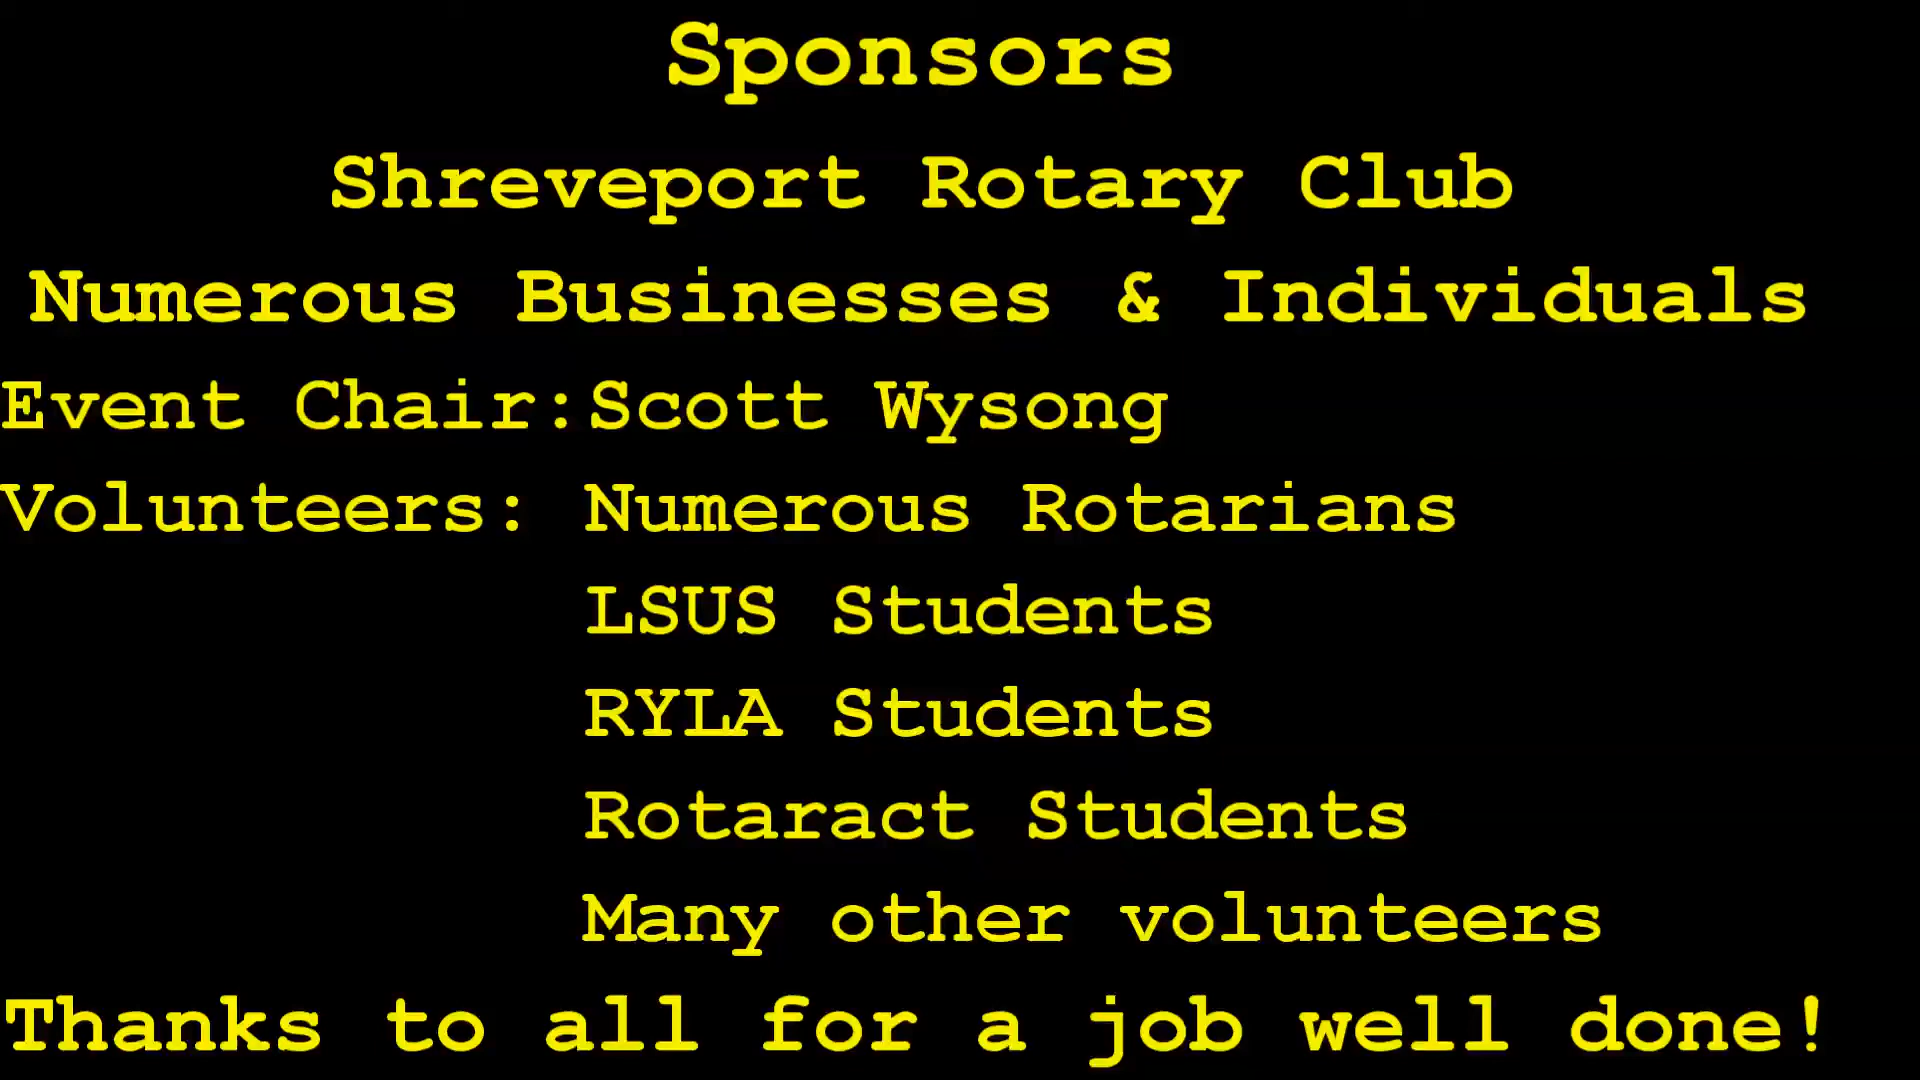 Sponsors
Shreveport Rotary Club
Numerous Businesses & Individuals
Event Chair:Scott Wysong
Volunteers: Numerous Rotarians
LSUS Students
RYLA Students
Rotaract Students
Many other volunteers
Thanks to all for a job well done!